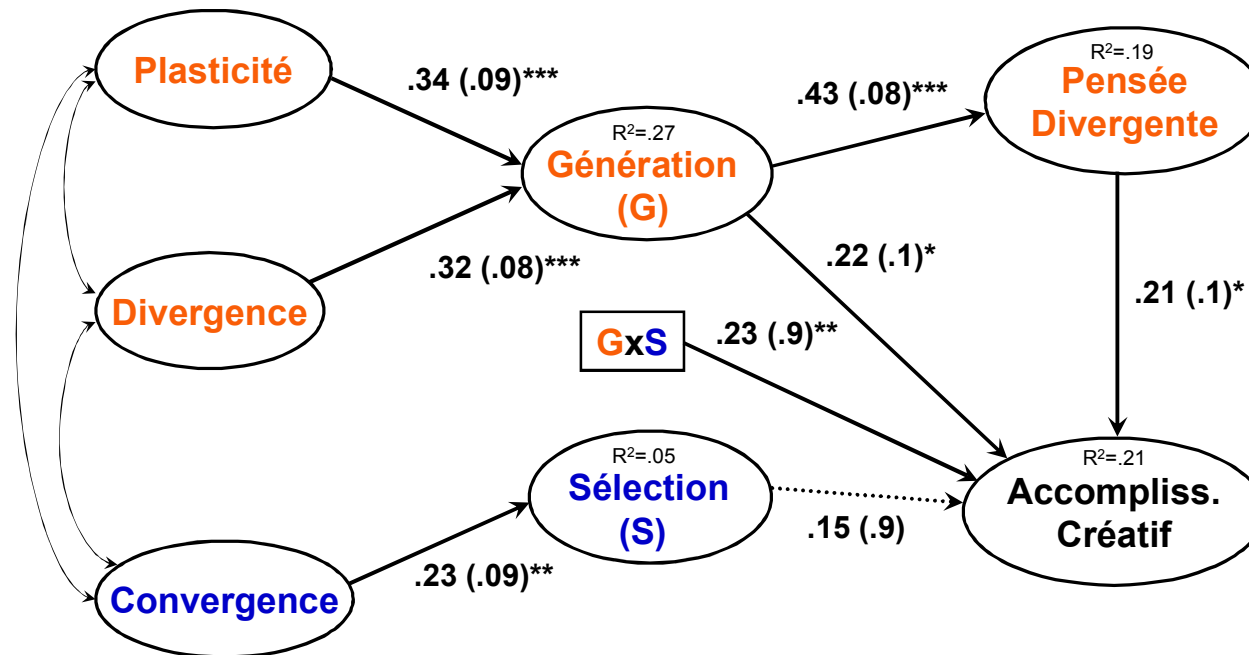 Plasticité
.34 (.09)***
R²=.27
Génération
(G)
.43 (.08)***
R²=.19
Pensée
Divergente
Divergence
.32 (.08)***
.22 (.1)*
.21 (.1)*
GxS
.23 (.9)**
R²=.05
Sélection
(S)
.15 (.9)
R²=.21
Accompliss.
Créatif
Convergence
.23 (.09)**